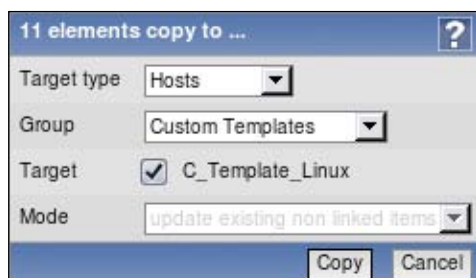 11 elements copy to ...
?
Target type Hosts
Group Custom Templates
Target C_Template_Linux
Mode update existing non linked items
Copy Cancel